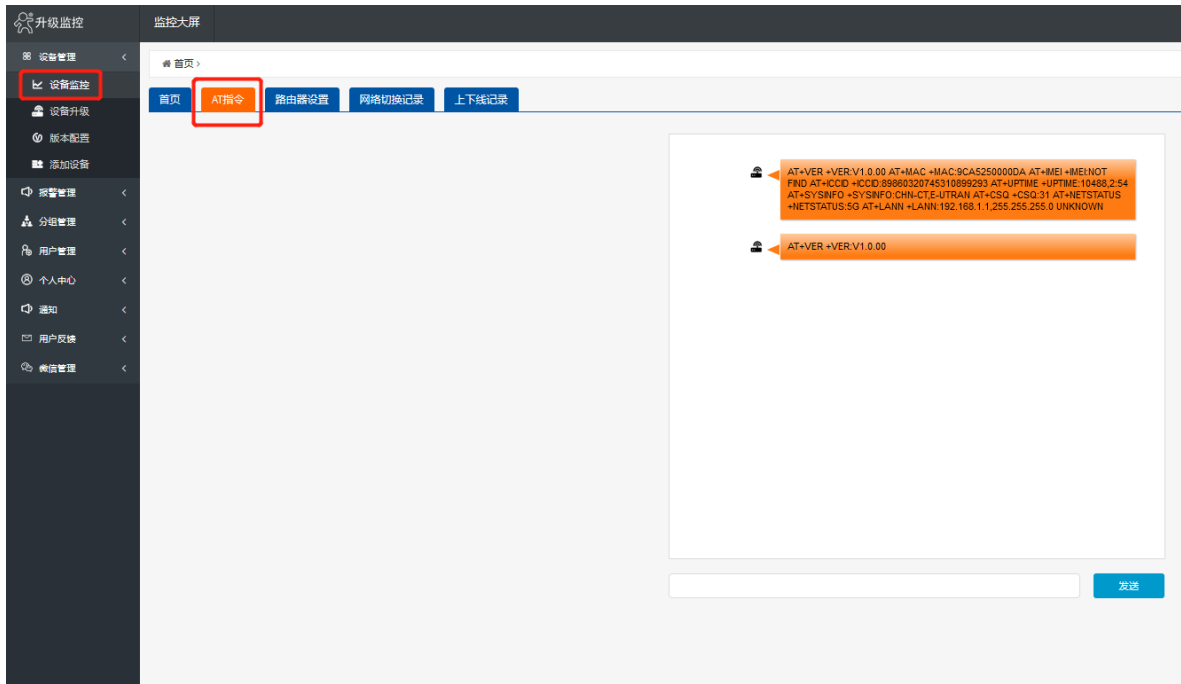 升级监控
监控大屏
设备管理
首页
设备监控
首页
AT指令
路由器设置
网络切换记录
上下线记录
设备升级
版本配置
添加设备
报警管理
分组管理
用户管理
个人中心
通知
用户反馈
微信管理
AT+VER +VER:V1.0.00 AT+MAC +MAC:9CA5250000DA AT+IMEI +IMEI:NOT
FIND AT+ICCID +ICCID:89860320745310899293 AT+UPTIME +UPTIME:10488,2:54
AT+SYSINFO +SYSINFO:CHN-CT,E-UTRAN AT+CSQ +CSQ:31 AT+NETSTATUS
+NETSTATUS:5G AT+LANN +LANN:192.168.1.1,255.255.255.0 UNKNOWN
AT+VER +VER:V1.0.00
发送